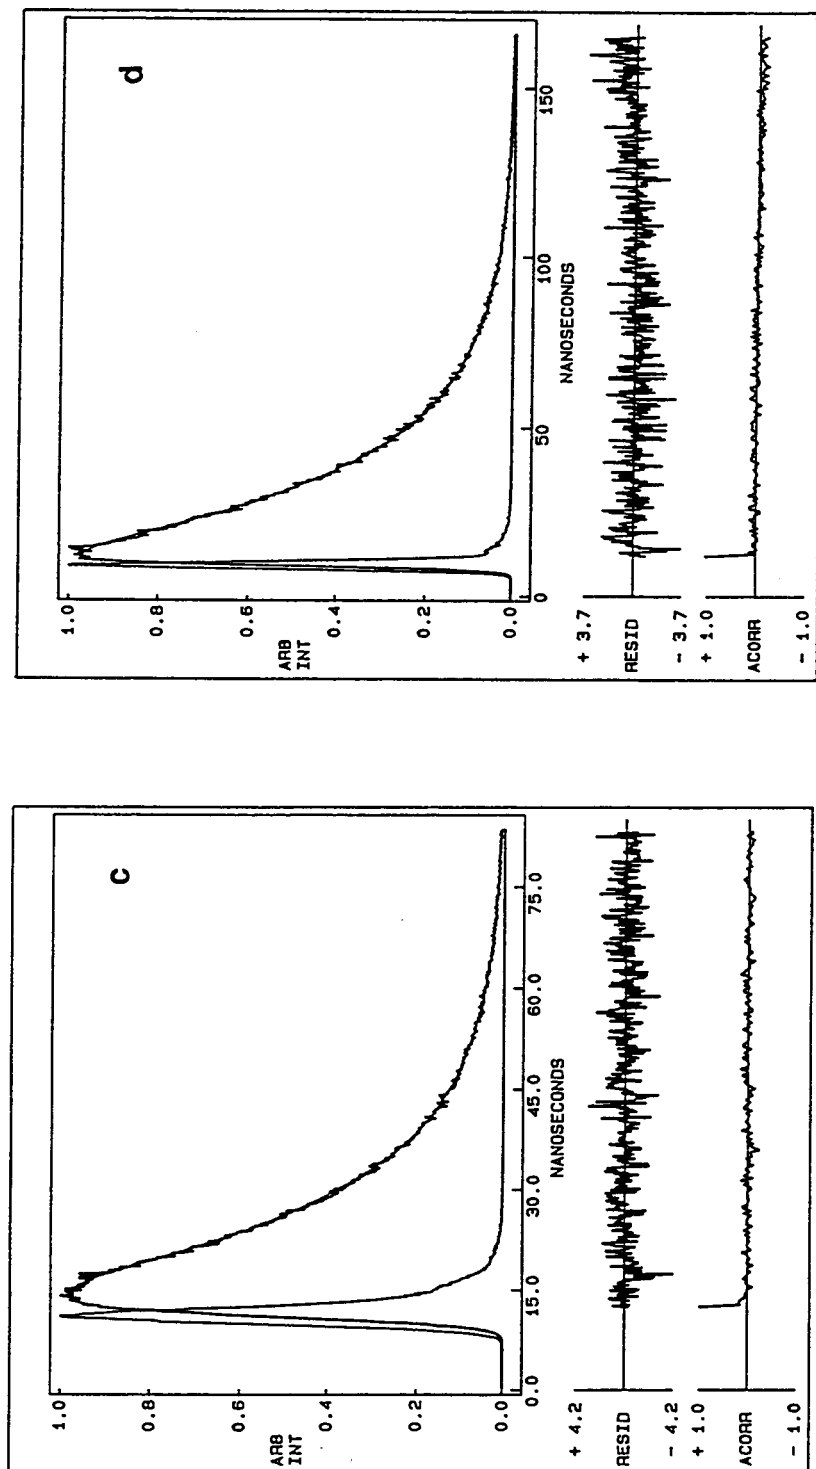 c
1.0
0.8
0.6
0.4
0.2
0.0
ARB
INT
0.0 15.0 30.0 45.0 60.0 75.0
NANOSECONDS
+ 4.2
RESID
- 4.2
+ 1.0
ACORR
- 1.0
d
1.0
0.8
0.6
0.4
0.2
0.0
ARB
INT
0 50 100 150
NANOSECONDS
+ 3.7
RESID
- 3.7
+ 1.0
ACORR
- 1.0